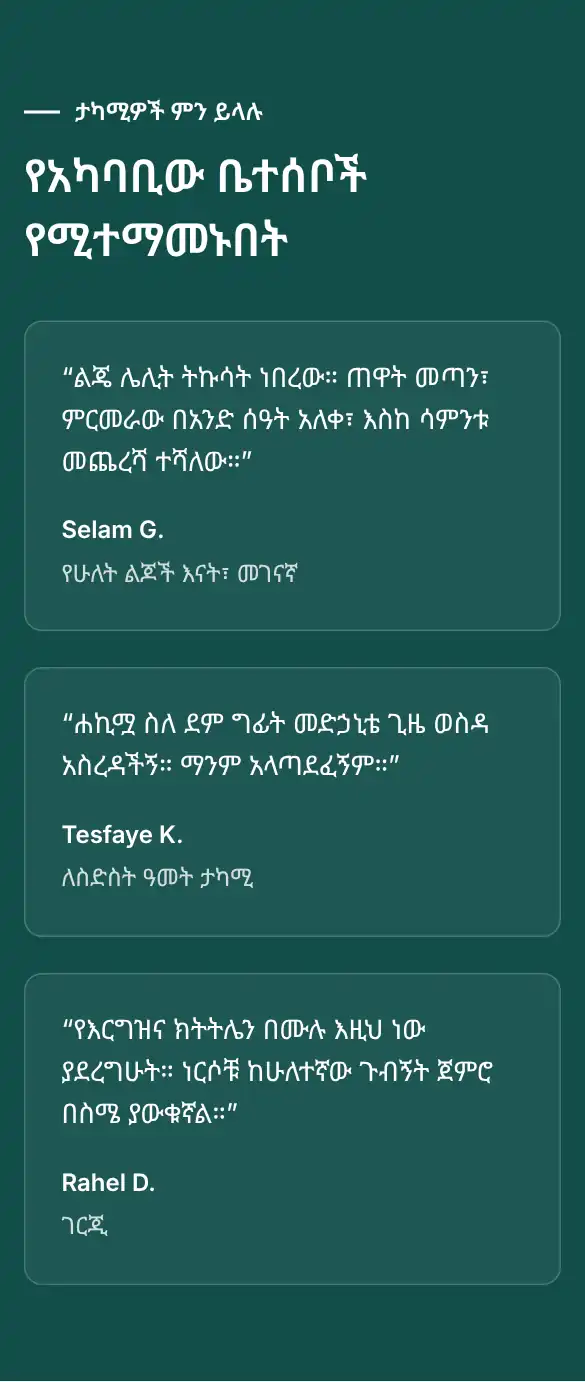 ታካሚዎች ምን ይላሉ
የአካባቢው ቤተሰቦች
የሚተማመኑበት
“ልጄ ሌሊት ትኩሳት ነበረው። ጠዋት መጣን፣
ምርመራው በአንድ ሰዓት አለቀ፣ እስከ ሳምንቱ
መጨረሻ ተሻለው።”
Selam G.
የሁለት ልጆች እናት፣ መገናኛ
“ሐኪሟ ስለ ደም ግፊት መድኃኒቴ ጊዜ ወስዳ
አስረዳችኝ። ማንም አላጣደፈኝም።”
Tesfaye K.
ለስድስት ዓመት ታካሚ
“የእርግዝና ክትትሌን በሙሉ እዚህ ነው
ያደረግሁት። ነርሶቹ ከሁለተኛው ጉብኝት ጀምሮ
በስሜ ያውቁኛል።”
Rahel D.
ገርጂ